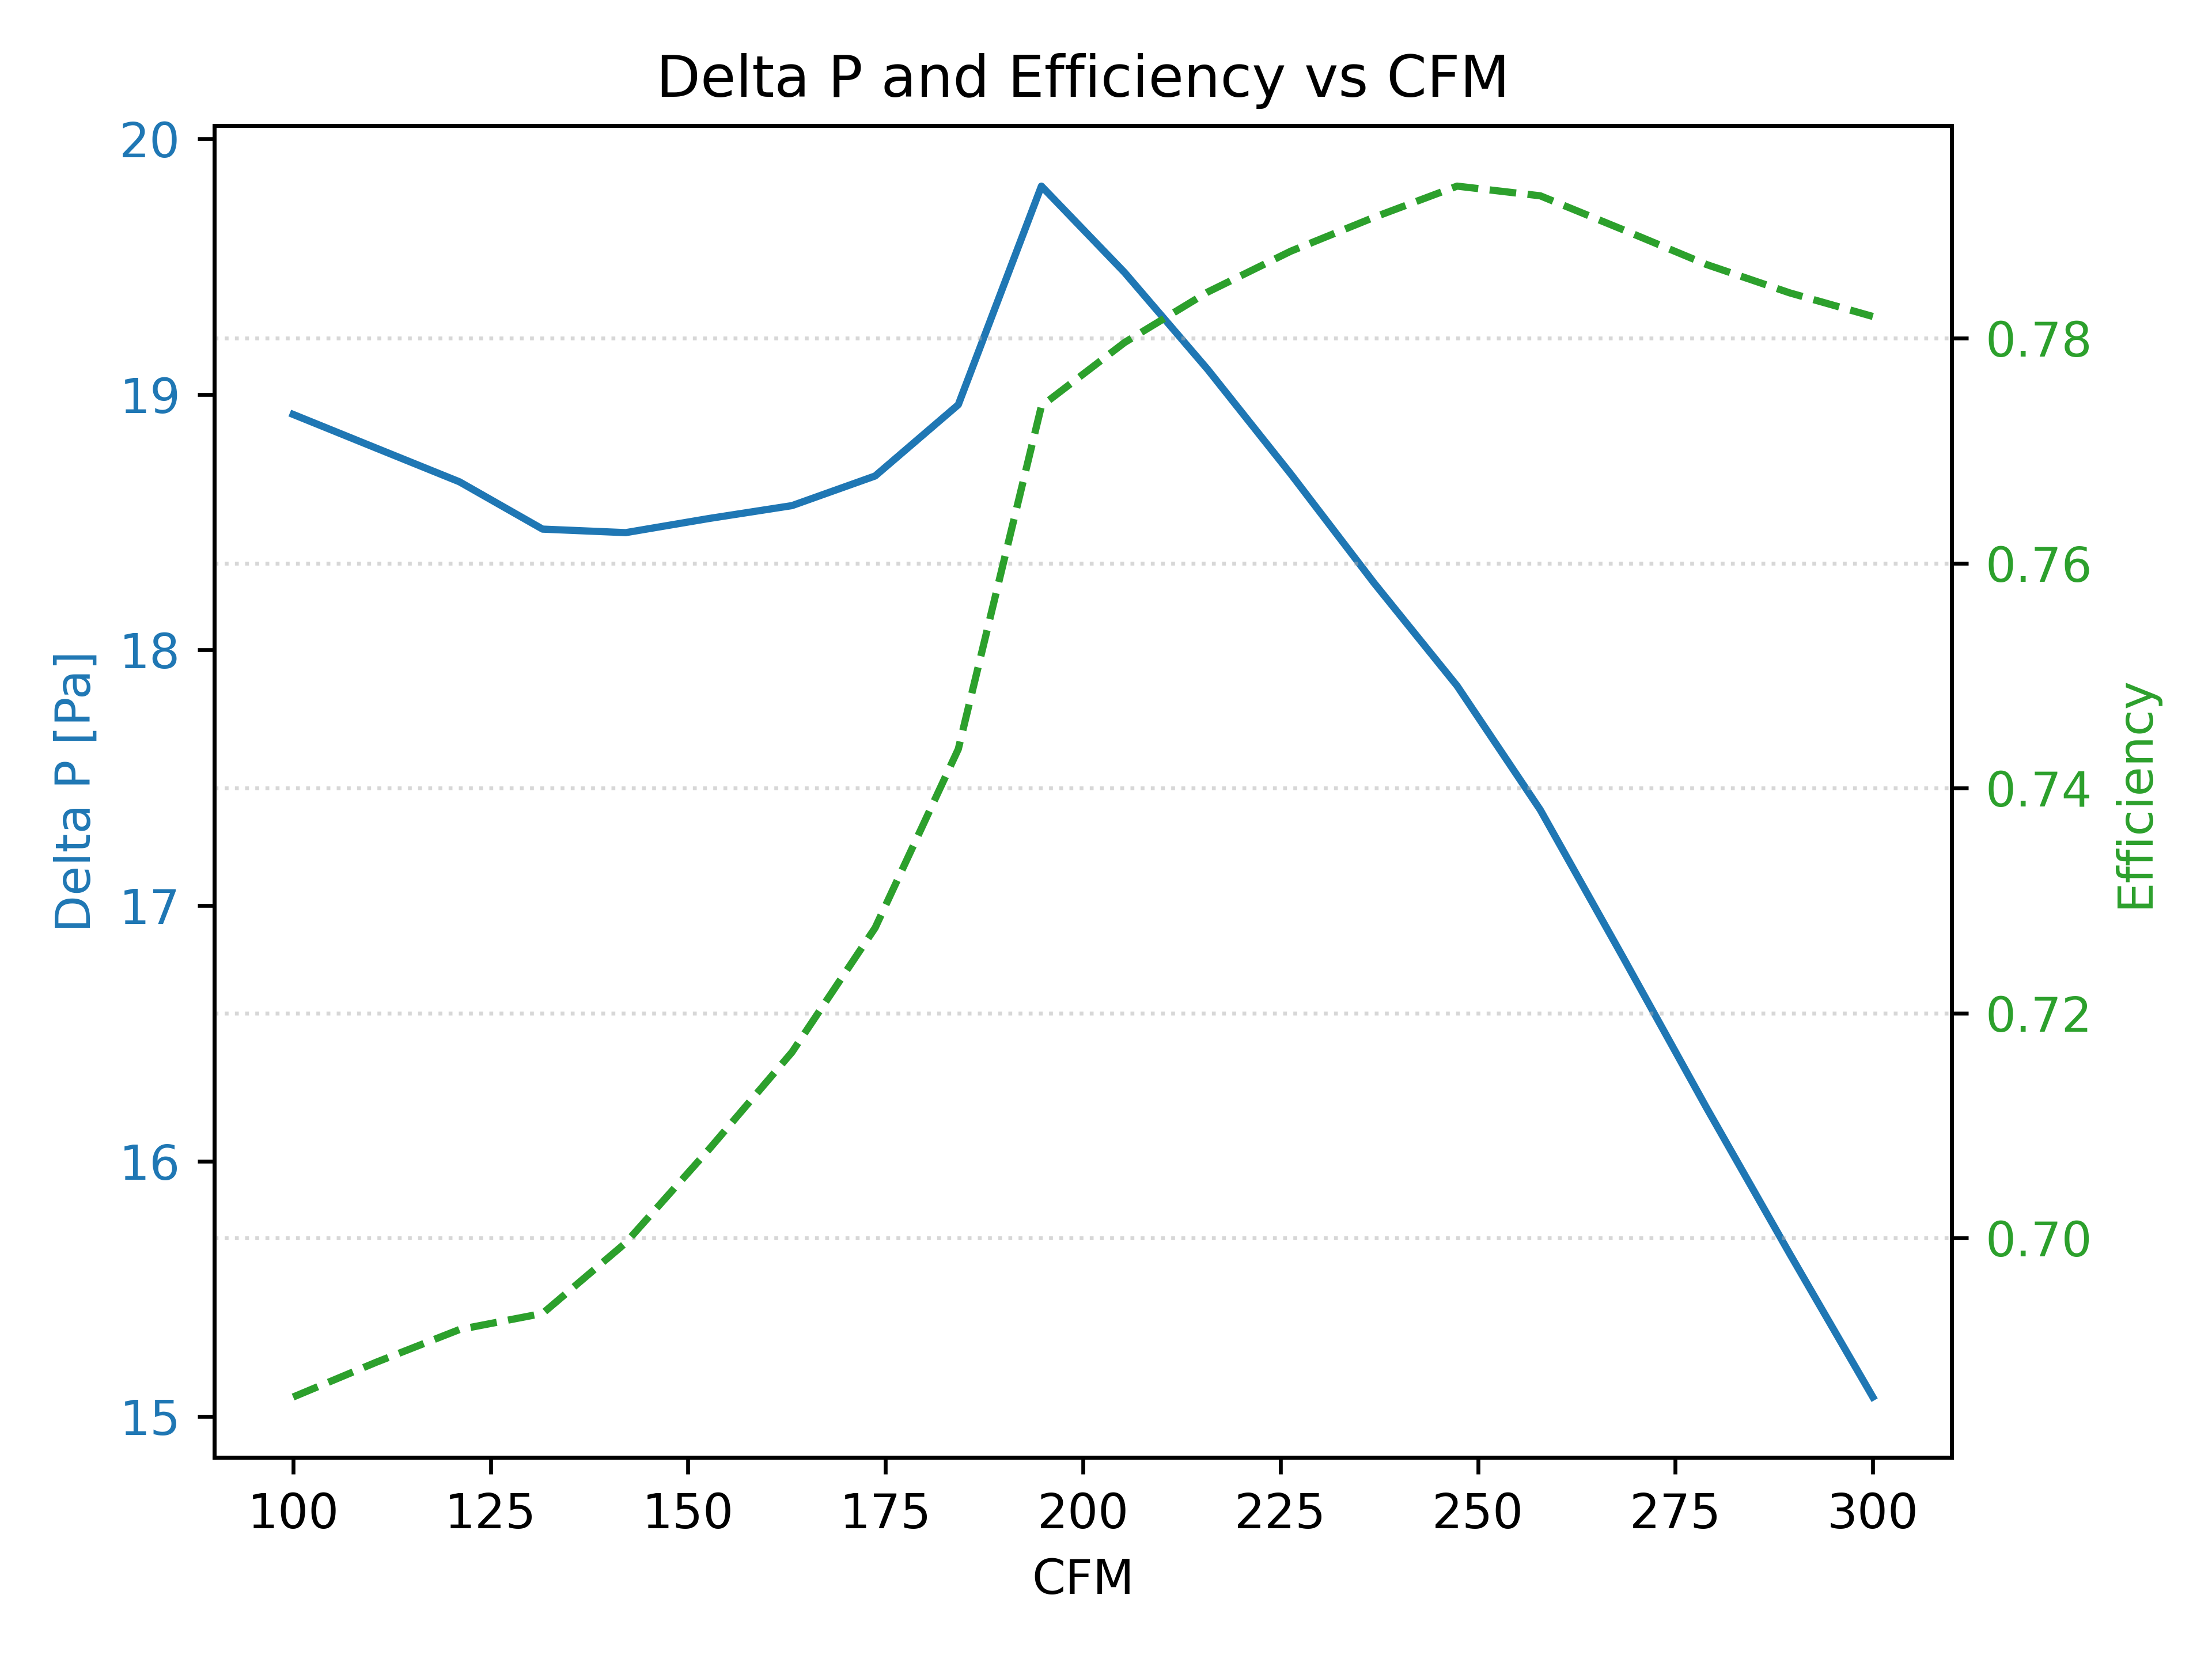 Delta P and Efficiency vs CFM
20
19
18
17
16
15
Delta P [Pa]
0.78
0.76
0.74
0.72
0.70
Efficiency
100 125 150 175 200 225 250 275 300
CFM